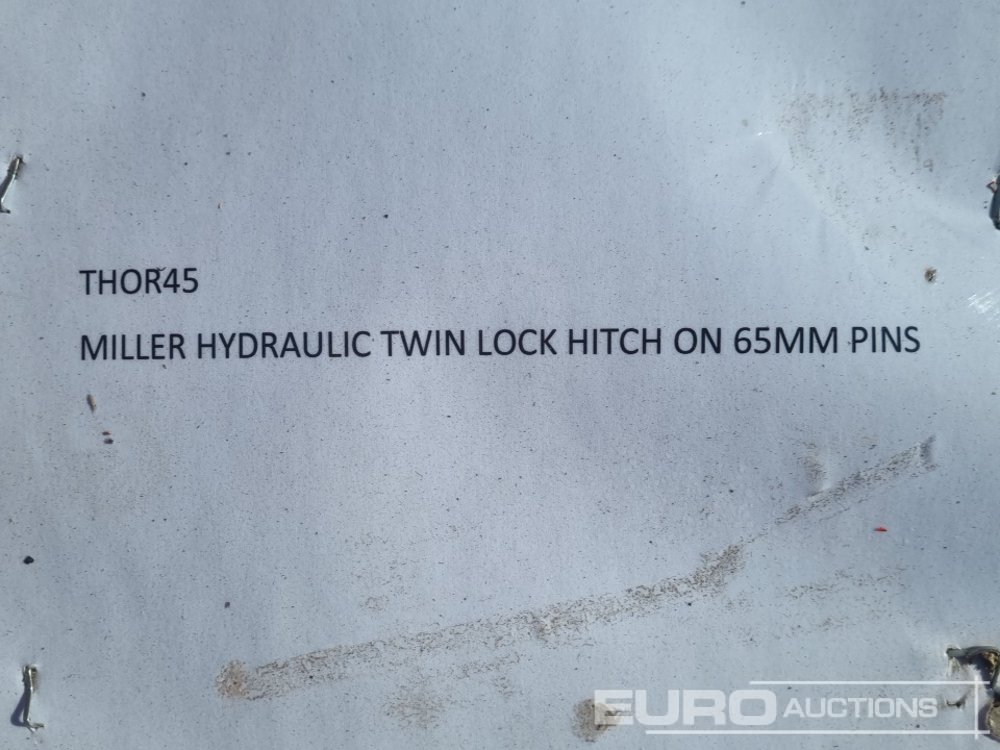 THOR45
MILLER HYDRAULIC TWIN LOCK HITCH ON 65MM PINS
EURO AUCTIONS